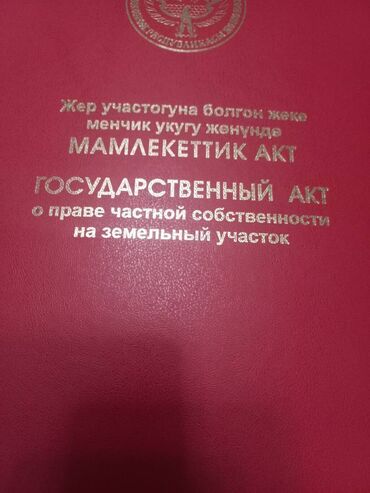 Жер участогуна болгон жеке
менчик укугу жөнүндө
МАМЛЕКЕТТИК АКТ
ГОСУДАРСТВЕННЫЙ АКТ
о праве частной собственности
на земельный участок